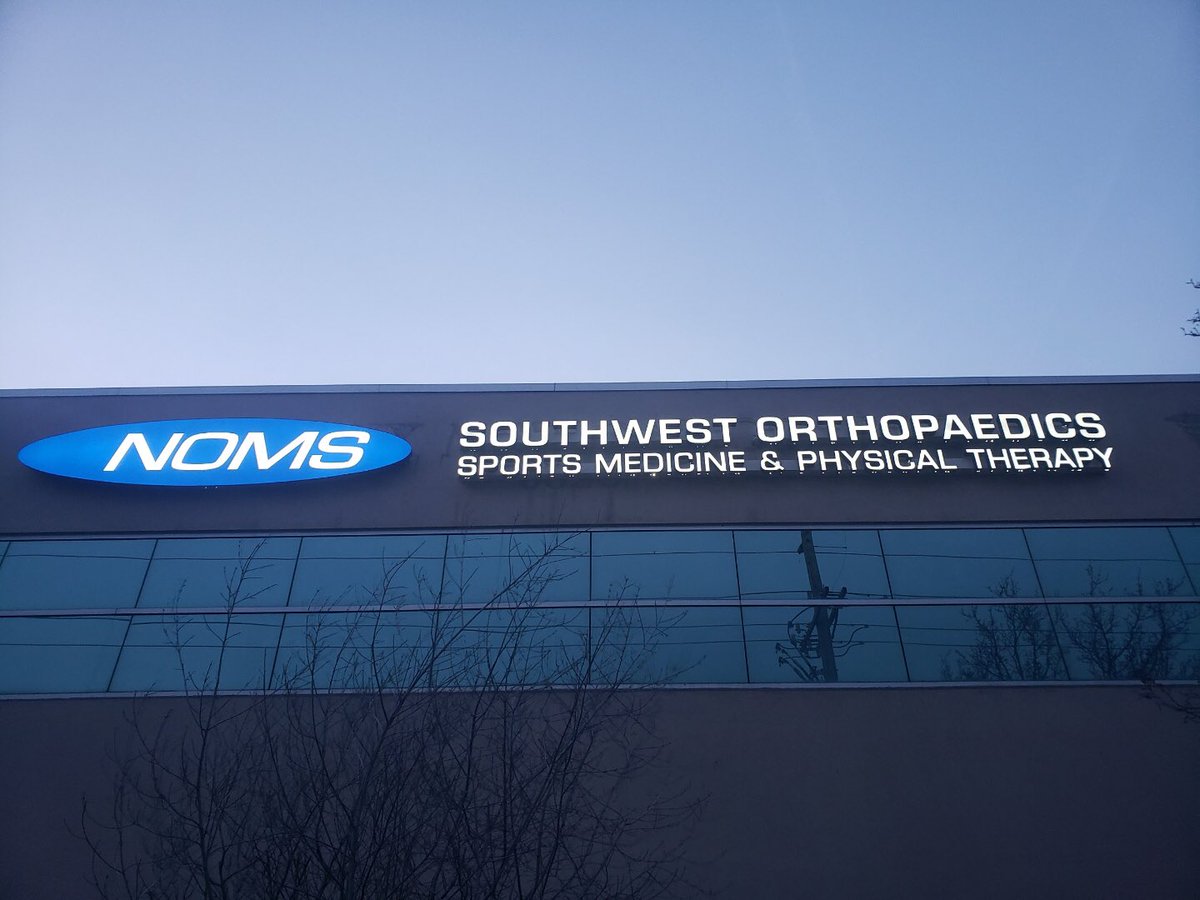 NOMS
SOUTHWEST ORTHOPAEDICS
SPORTS MEDICINE & PHYSICAL THERAPY